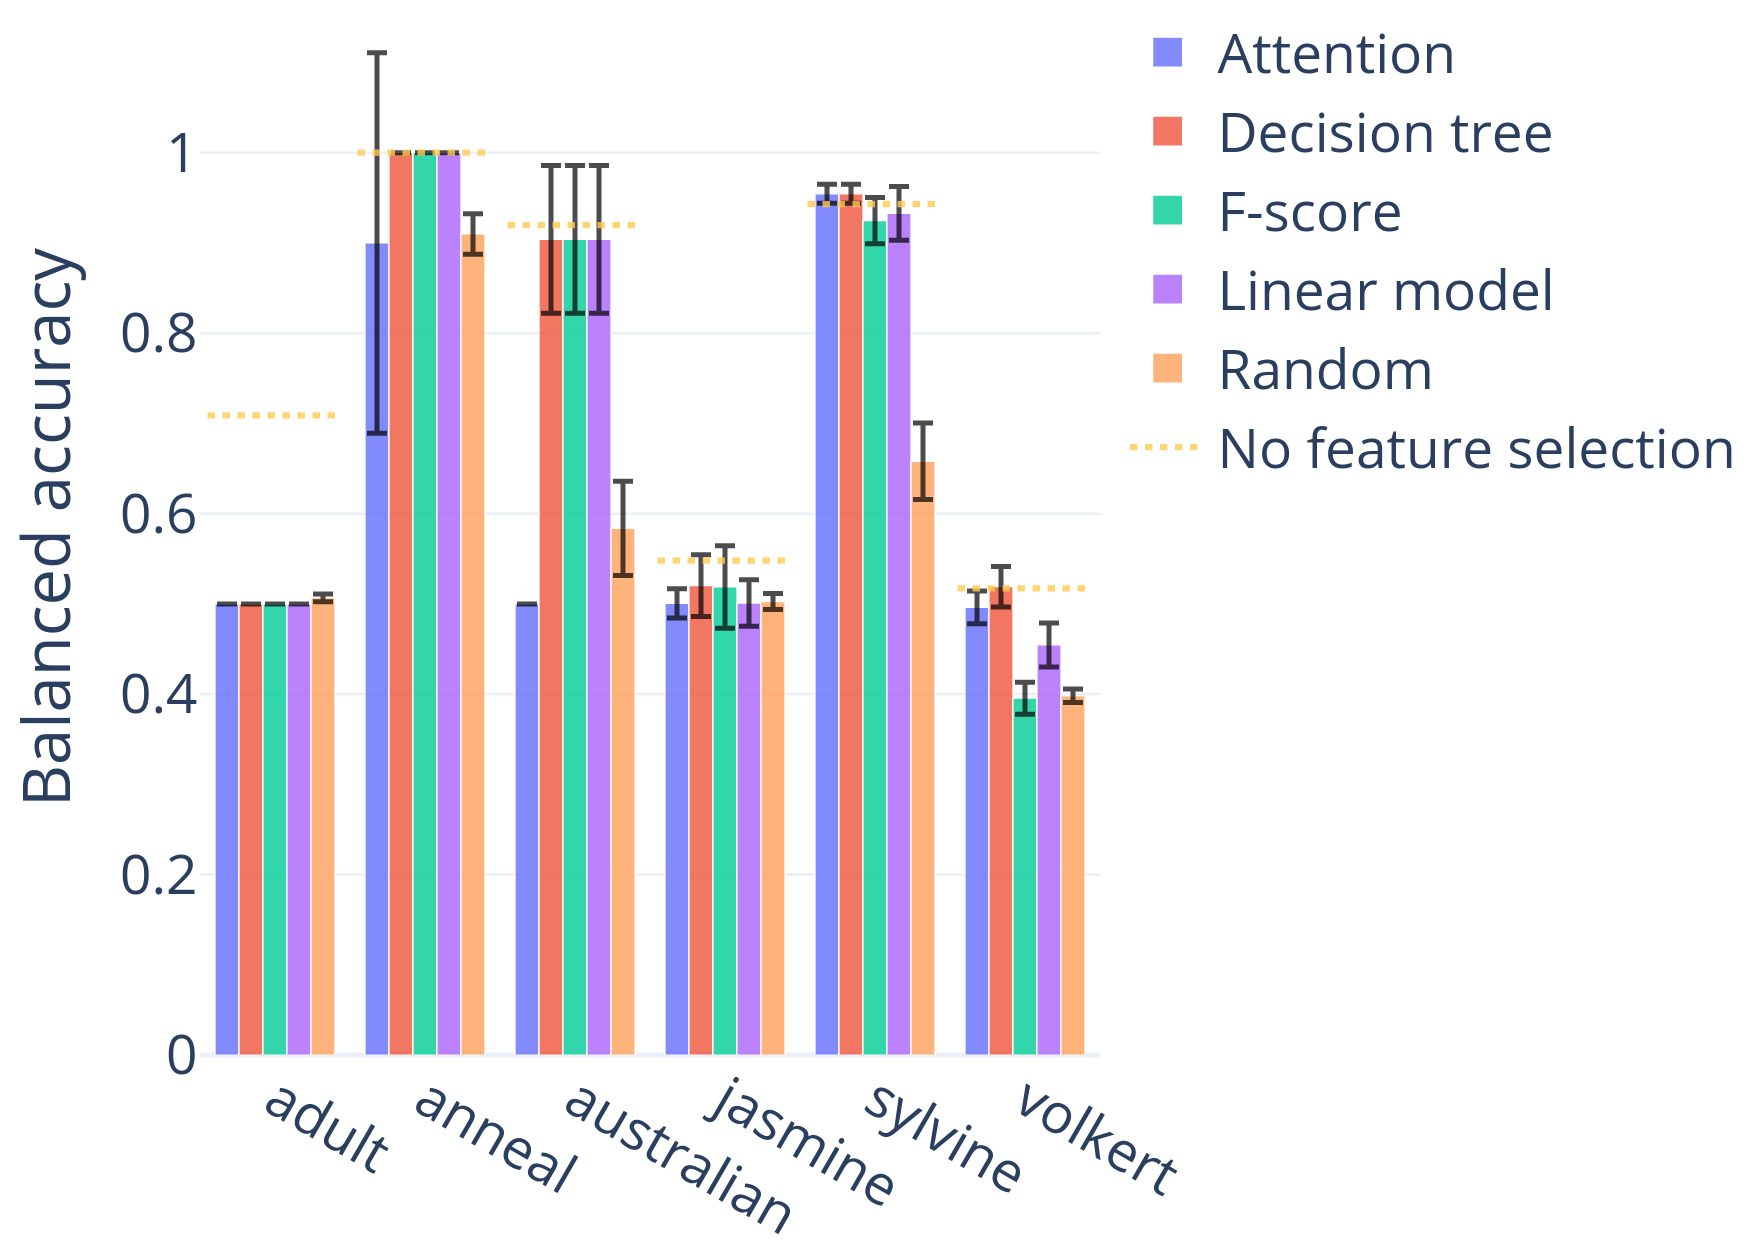 Balanced accuracy
1
0.8
0.6
0.4
0.2
0
adult
anneal
australian
jasmine
sylvine
volkert
Attention
Decision tree
F-score
Linear model
Random
No feature selection